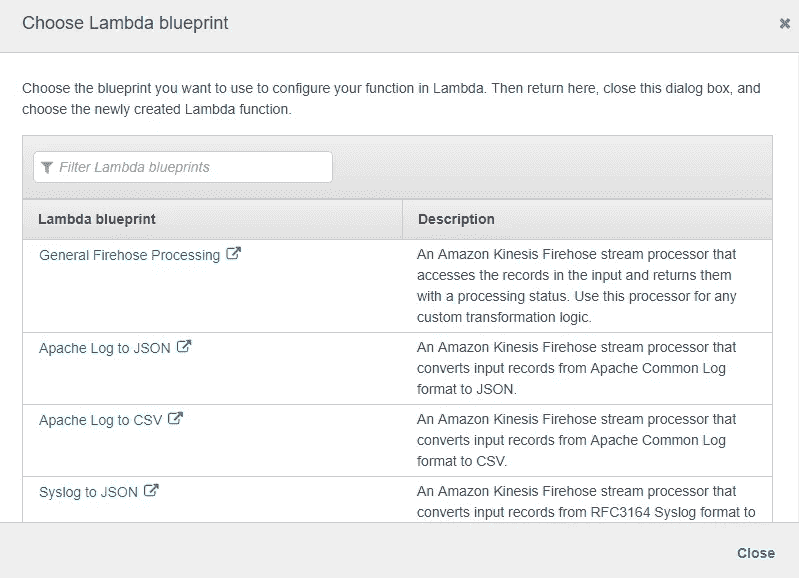 Choose Lambda blueprint
Choose the blueprint you want to use to configure your function in Lambda. Then return here, close this dialog box, and
choose the newly created Lambda function.
Filter Lambda blueprints
Lambda blueprint
Description
General Firehose Processing
An Amazon Kinesis Firehose stream processor that
accesses the records in the input and returns them
with a processing status. Use this processor for any
custom transformation logic.
Apache Log to JSON
An Amazon Kinesis Firehose stream processor that
converts input records from Apache Common Log
format to JSON.
Apache Log to CSV
An Amazon Kinesis Firehose stream processor that
converts input records from Apache Common Log
format to CSV.
Syslog to JSON
An Amazon Kinesis Firehose stream processor that
converts input records from RFC3164 Syslog format to
Close